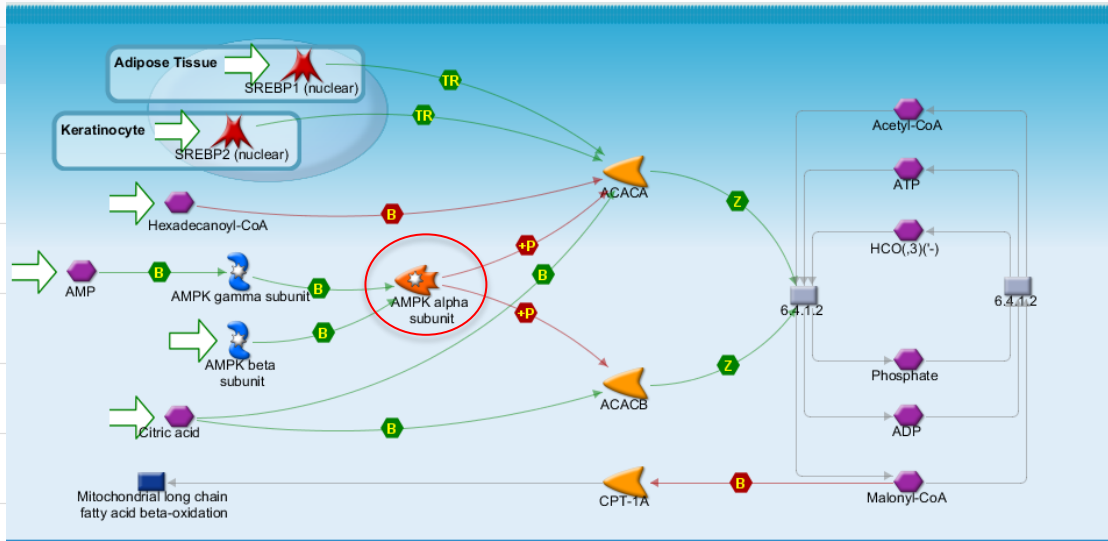 Adipose Tissue
SREBP1 (nuclear)
TR
Keratinocyte
SREBP2 (nuclear)
TR
Acetyl-CoA
ATP
ACACA
Z
Hexadecanoyl-CoA
B
HCO(,3)('-)
+P
AMP
B
AMPK gamma subunit
B
AMPK alpha
subunit
B
6.4.1.2
6.4.1.2
+P
AMPK beta
subunit
B
Z
Phosphate
ACACB
Citric acid
B
ADP
Mitochondrial long chain
fatty acid beta-oxidation
CPT-1A
B
Malonyl-CoA